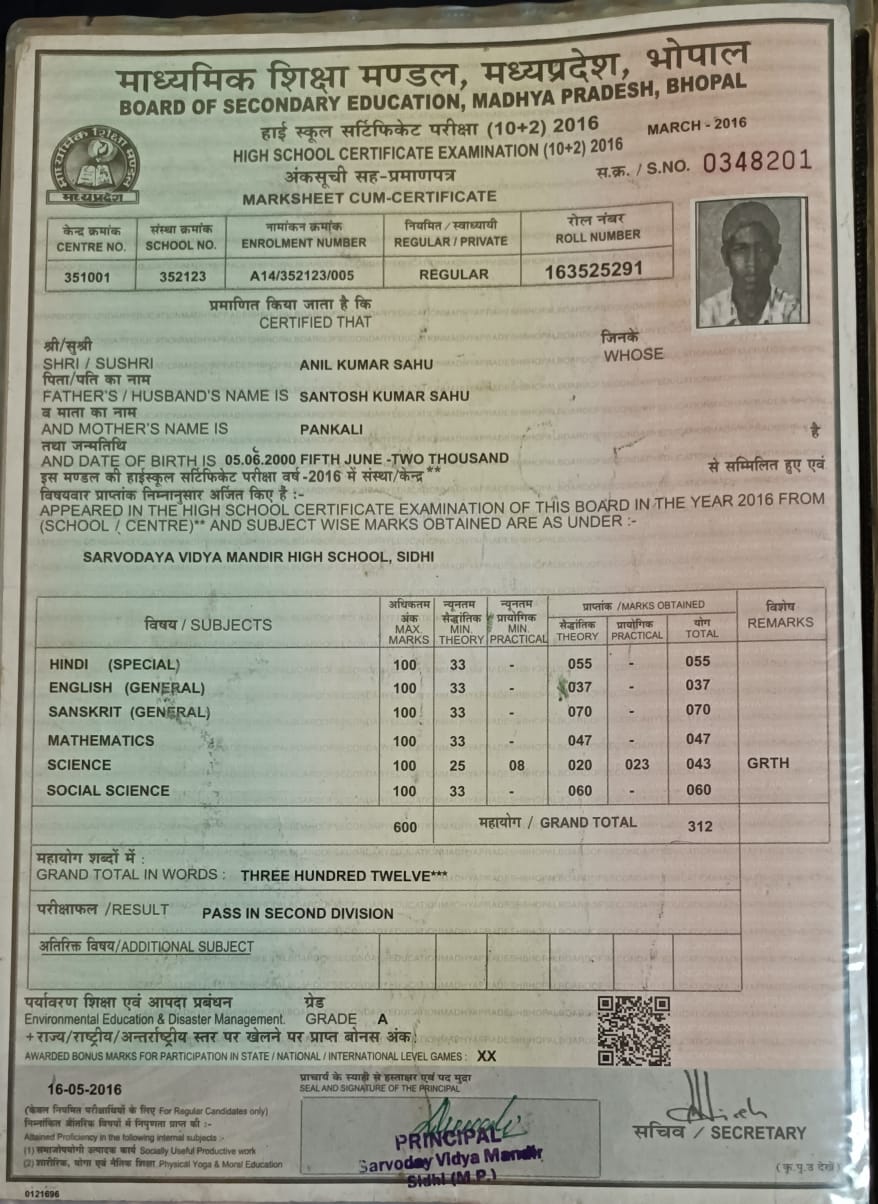 माध्यमिक शिक्षा मण्डल, मध्यप्रदेश, भोपाल
BOARD OF SECONDARY EDUCATION, MADHYA PRADESH, BHOPAL
हाई स्कूल सर्टिफिकेट परीक्षा (10+2) 2016 MARCH - 2016
HIGH SCHOOL CERTIFICATE EXAMINATION (10+2) 2016
अंकसूची सह-प्रमाणपत्र स.क्र. / S.NO. 0348201
MARKSHEET CUM-CERTIFICATE
माध्यमिक शिक्षा मण्डल
मध्यप्रदेश
केन्द्र क्रमांक संस्था क्रमांक नामांकन क्रमांक नियमित / स्वाध्यायी रोल नंबर
CENTRE NO. SCHOOL NO. ENROLMENT NUMBER REGULAR / PRIVATE ROLL NUMBER
351001 352123 A14/352123/005 REGULAR 163525291
प्रमाणित किया जाता है कि
CERTIFIED THAT
श्री/सुश्री जिनके
SHRI / SUSHRI ANIL KUMAR SAHU WHOSE
पिता/पति का नाम
FATHER'S / HUSBAND'S NAME IS SANTOSH KUMAR SAHU
व माता का नाम
AND MOTHER'S NAME IS PANKALI है
तथा जन्मतिथि
AND DATE OF BIRTH IS 05.06.2000 FIFTH JUNE -TWO THOUSAND
इस मण्डल की हाईस्कूल सर्टिफिकेट परीक्षा वर्ष -2016 में संस्था/केन्द्र** से सम्मिलित हुए एवं
विषयवार प्राप्तांक निम्नानुसार अर्जित किए है :-
APPEARED IN THE HIGH SCHOOL CERTIFICATE EXAMINATION OF THIS BOARD IN THE YEAR 2016 FROM
(SCHOOL / CENTRE)** AND SUBJECT WISE MARKS OBTAINED ARE AS UNDER :-
SARVODAYA VIDYA MANDIR HIGH SCHOOL, SIDHI
विषय / SUBJECTS
अधिकतम अंक MAX. MARKS
न्यूनतम सैद्धांतिक MIN. THEORY
न्यूनतम प्रायोगिक MIN. PRACTICAL
प्राप्तांक /MARKS OBTAINED
सैद्धांतिक THEORY
प्रायोगिक PRACTICAL
योग TOTAL
विशेष REMARKS
HINDI (SPECIAL) 100 33 - 055 - 055
ENGLISH (GENERAL) 100 33 - 037 - 037
SANSKRIT (GENERAL) 100 33 - 070 - 070
MATHEMATICS 100 33 - 047 - 047
SCIENCE 100 25 08 020 023 043 GRTH
SOCIAL SCIENCE 100 33 - 060 - 060
600 महायोग / GRAND TOTAL 312
महायोग शब्दों में :
GRAND TOTAL IN WORDS : THREE HUNDRED TWELVE***
परीक्षाफल /RESULT PASS IN SECOND DIVISION
अतिरिक्त विषय/ADDITIONAL SUBJECT
पर्यावरण शिक्षा एवं आपदा प्रबंधन ग्रेड
Environmental Education & Disaster Management. GRADE A
+ राज्य/राष्ट्रीय/अन्तर्राष्ट्रीय स्तर पर खेलने पर प्राप्त बोनस अंक:
AWARDED BONUS MARKS FOR PARTICIPATION IN STATE / NATIONAL / INTERNATIONAL LEVEL GAMES : XX
16-05-2016
प्राचार्य के स्याही से हस्ताक्षर एवं पद मुद्रा
SEAL AND SIGNATURE OF THE PRINCIPAL
(केवल नियमित परीक्षार्थियों के लिए For Regular Candidates only)
निम्नांकित आंतरिक विषयों में निपुणता प्राप्त की :-
Attained Proficiency in the following internal subjects :-
(1) समाजोपयोगी उत्पादक कार्य Socially Useful Productive work
(2) शारीरिक, योगा एवं नैतिक शिक्षा Physical Yoga & Moral Education
PRINCIPAL
Sarvoday Vidya Mandir
Sidhi (M.P.)
सचिव / SECRETARY
(कृ.पृ.उ देखें)
0121696